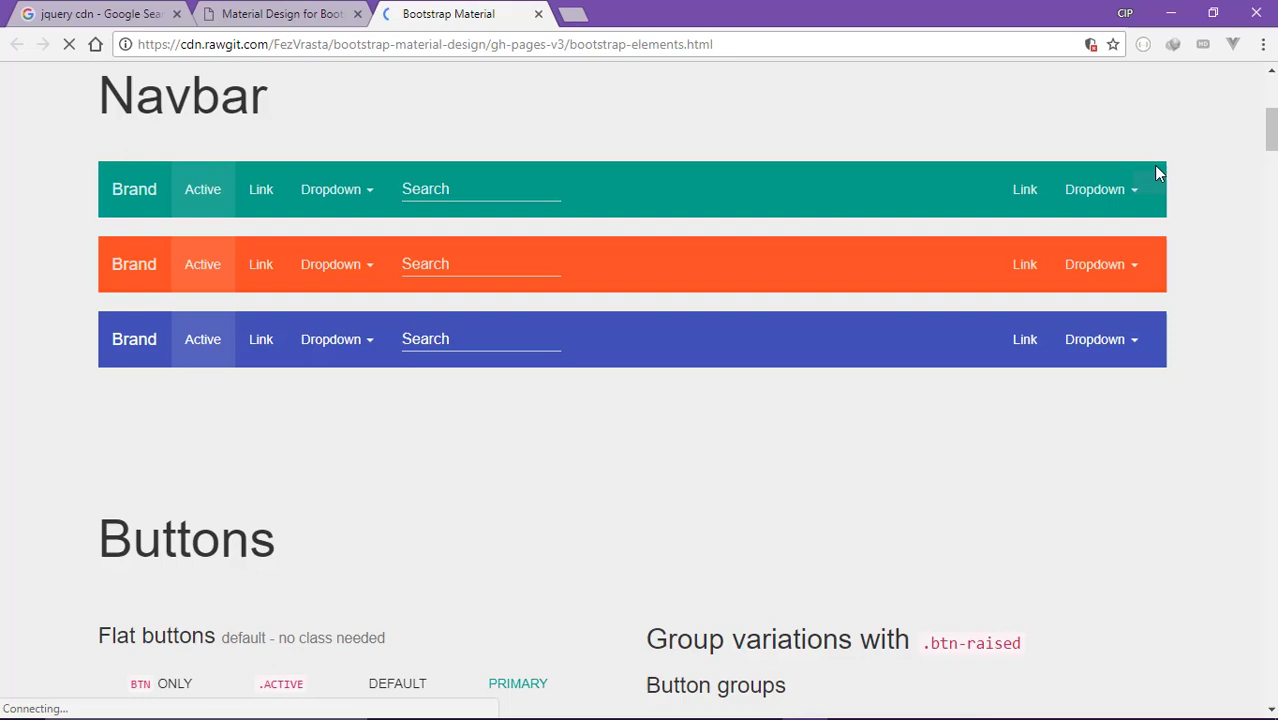 jquery cdn - Google Sea
Material Design for Boot
Bootstrap Material
CIP
https://cdn.rawgit.com/FezVrasta/bootstrap-material-design/gh-pages-v3/bootstrap-elements.html
HD
Navbar
Brand Active Link Dropdown Search Link Dropdown
Brand Active Link Dropdown Search Link Dropdown
Brand Active Link Dropdown Search Link Dropdown
Buttons
Flat buttons default - no class needed
Group variations with .btn-raised
BTN ONLY .ACTIVE DEFAULT PRIMARY
Button groups
Connecting...